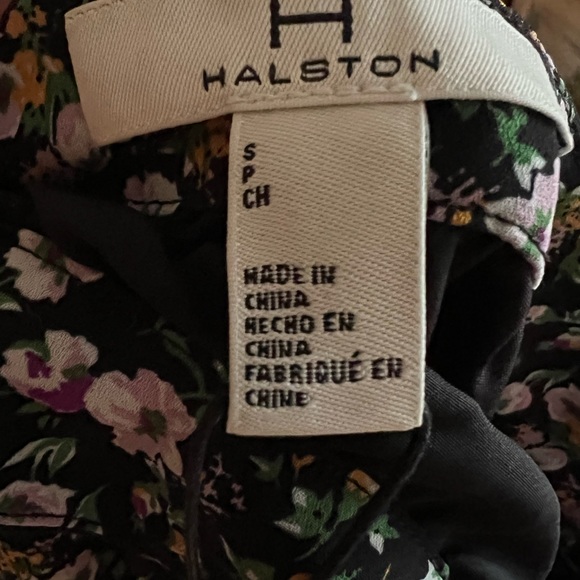 H
HALSTON
S
P
CH
MADE IN
CHINA
HECHO EN
CHINA
FABRIQUÉ EN
CHINE